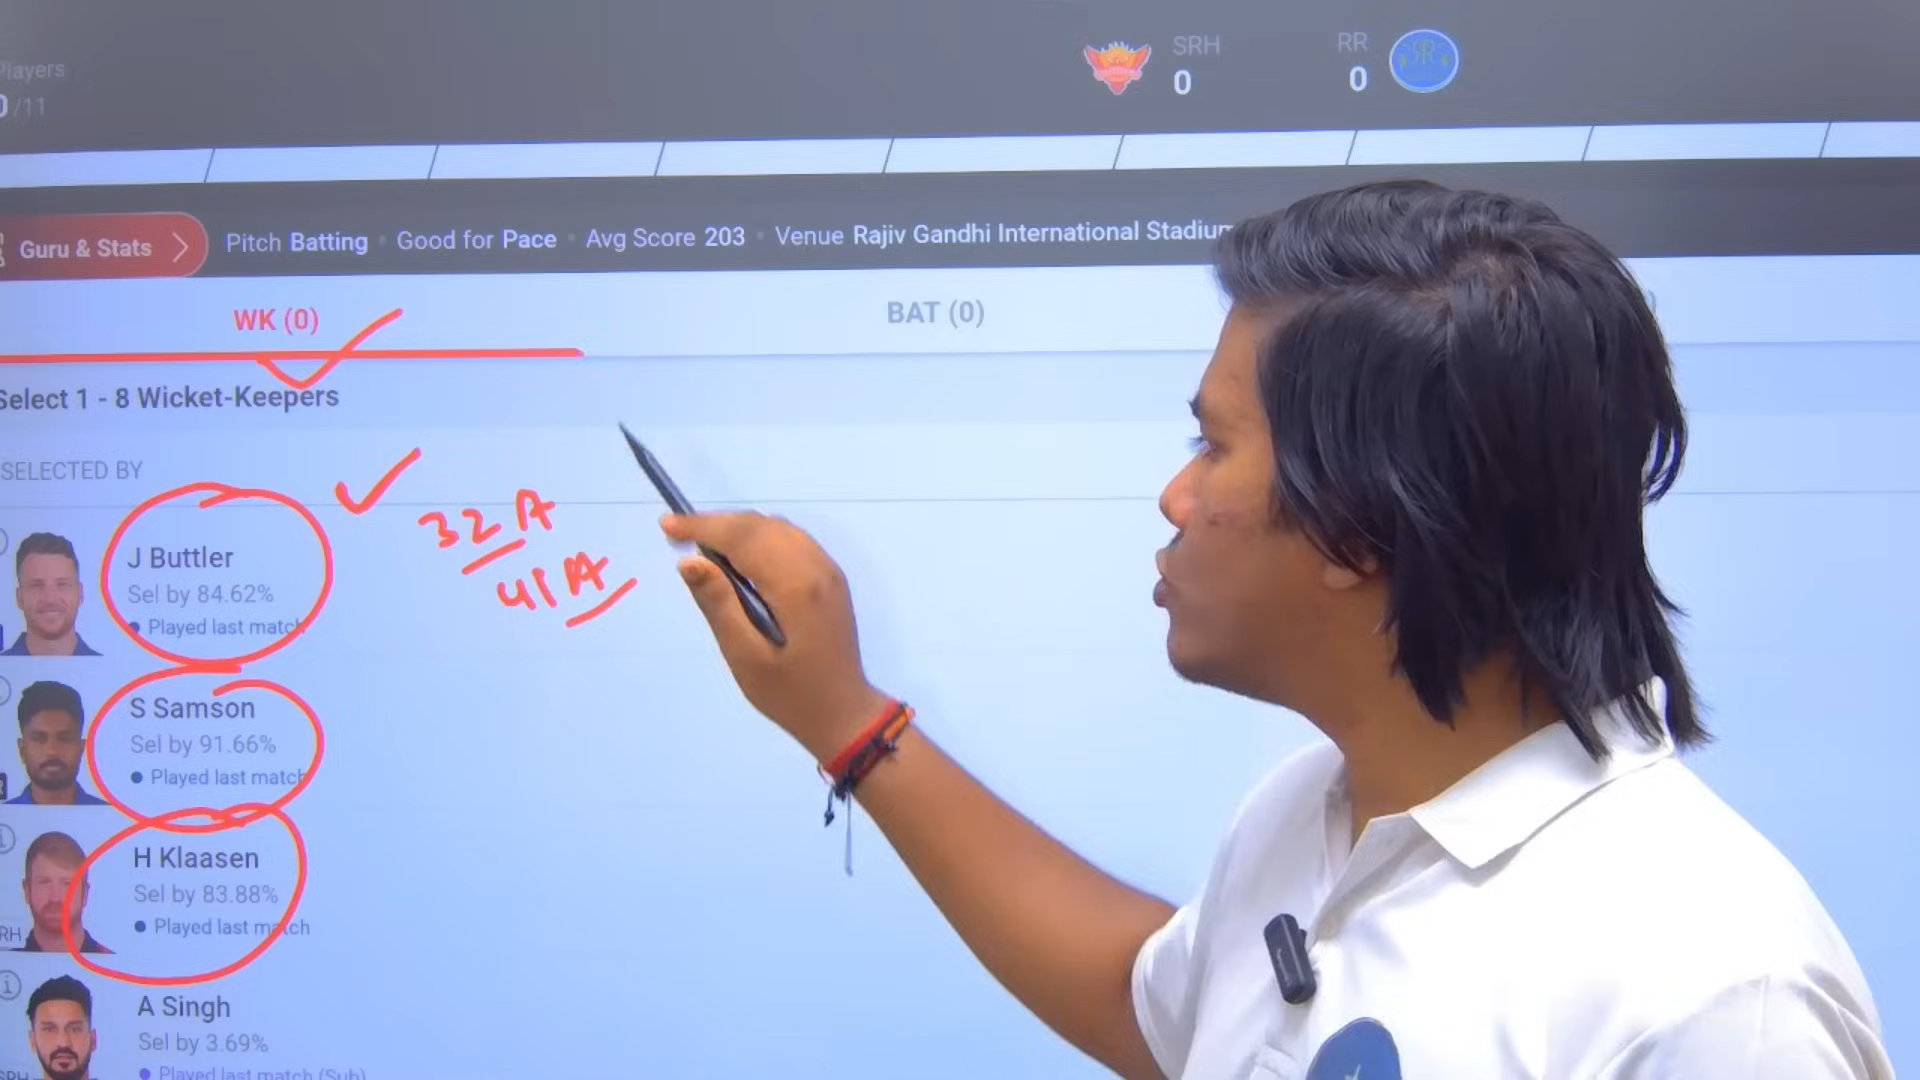 Players
SRH
RR
0/11
0
0
Guru & Stats
Pitch Batting • Good for Pace • Avg Score 203 • Venue Rajiv Gandhi International Stadium
WK (0)
BAT (0)
Select 1 - 8 Wicket-Keepers
SELECTED BY
J Buttler
Sel by 84.62%
Played last match
32 A
41 A
S Samson
Sel by 91.66%
Played last match
H Klaasen
Sel by 83.88%
Played last match
RH
A Singh
Sel by 3.69%
Played last match (Sub)
SRH